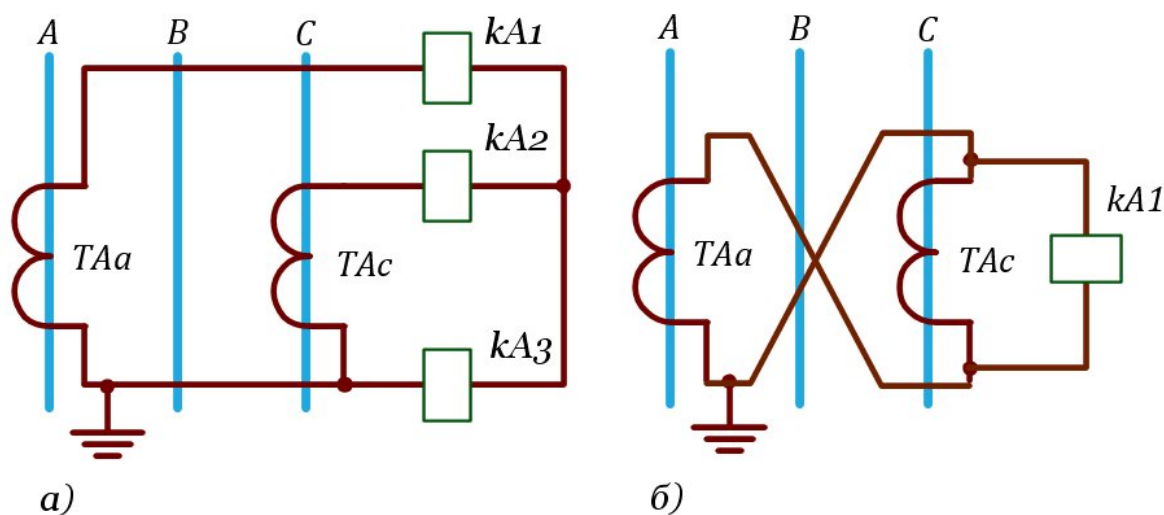 A B C kA1
kA2
TAa TAc
kA3
а)
A B C
kA1
TAa TAc
б)